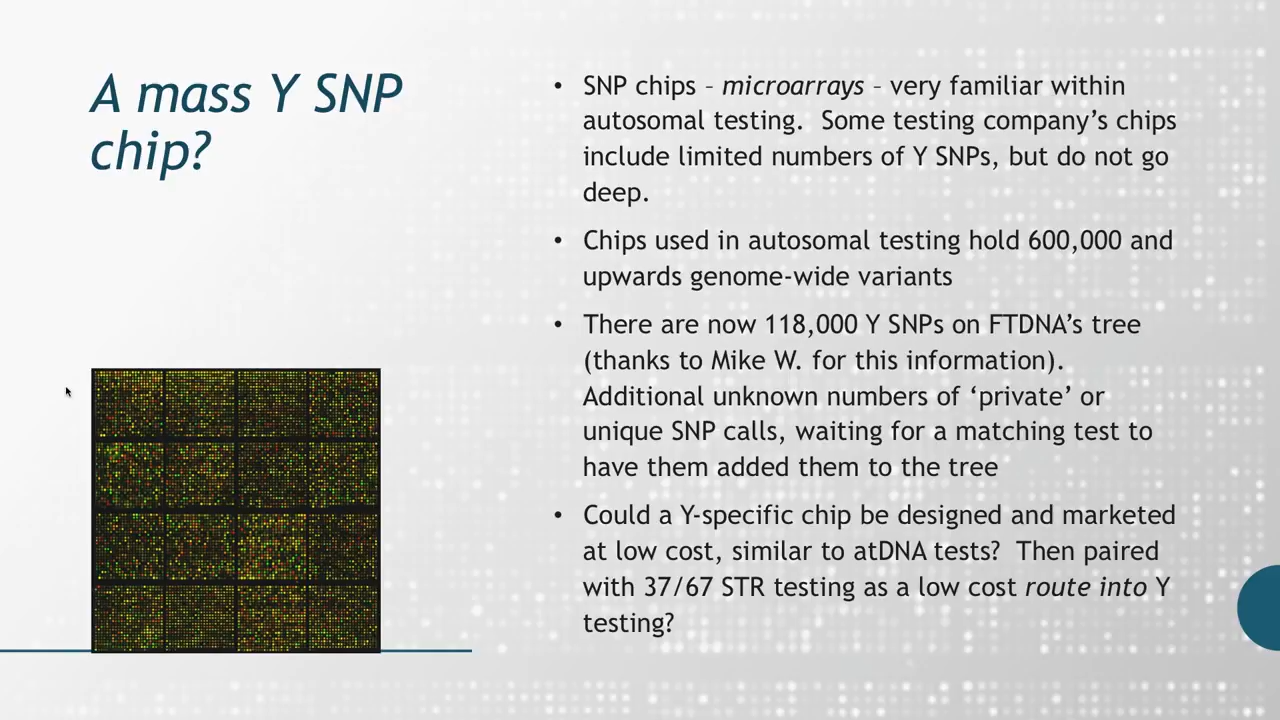 A mass Y SNP
chip?
• SNP chips – microarrays – very familiar within
autosomal testing.  Some testing company’s chips
include limited numbers of Y SNPs, but do not go
deep.
• Chips used in autosomal testing hold 600,000 and
upwards genome-wide variants
• There are now 118,000 Y SNPs on FTDNA’s tree
(thanks to Mike W. for this information).
Additional unknown numbers of ‘private’ or
unique SNP calls, waiting for a matching test to
have them added them to the tree
• Could a Y-specific chip be designed and marketed
at low cost, similar to atDNA tests?  Then paired
with 37/67 STR testing as a low cost route into Y
testing?